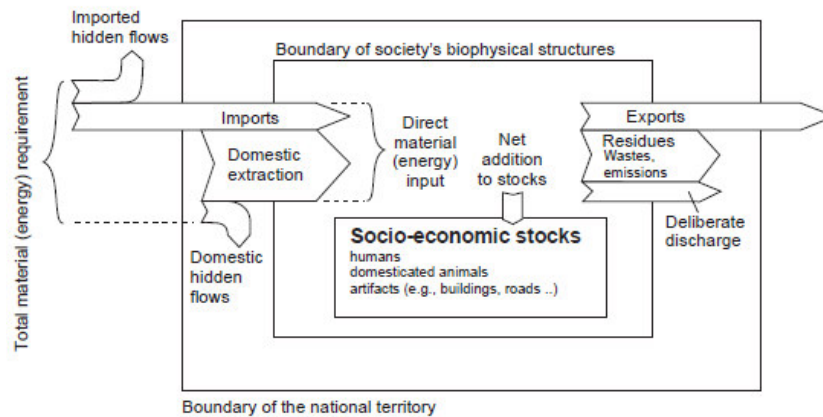 Imported
hidden flows
Boundary of society's biophysical structures
Total material (energy) requirement
Imports
Domestic
extraction
Direct
material
(energy)
input
Net
addition
to stocks
Exports
Residues
Wastes,
emissions
Deliberate
discharge
Domestic
hidden
flows
Socio-economic stocks
humans
domesticated animals
artifacts (e.g., buildings, roads ..)
Boundary of the national territory